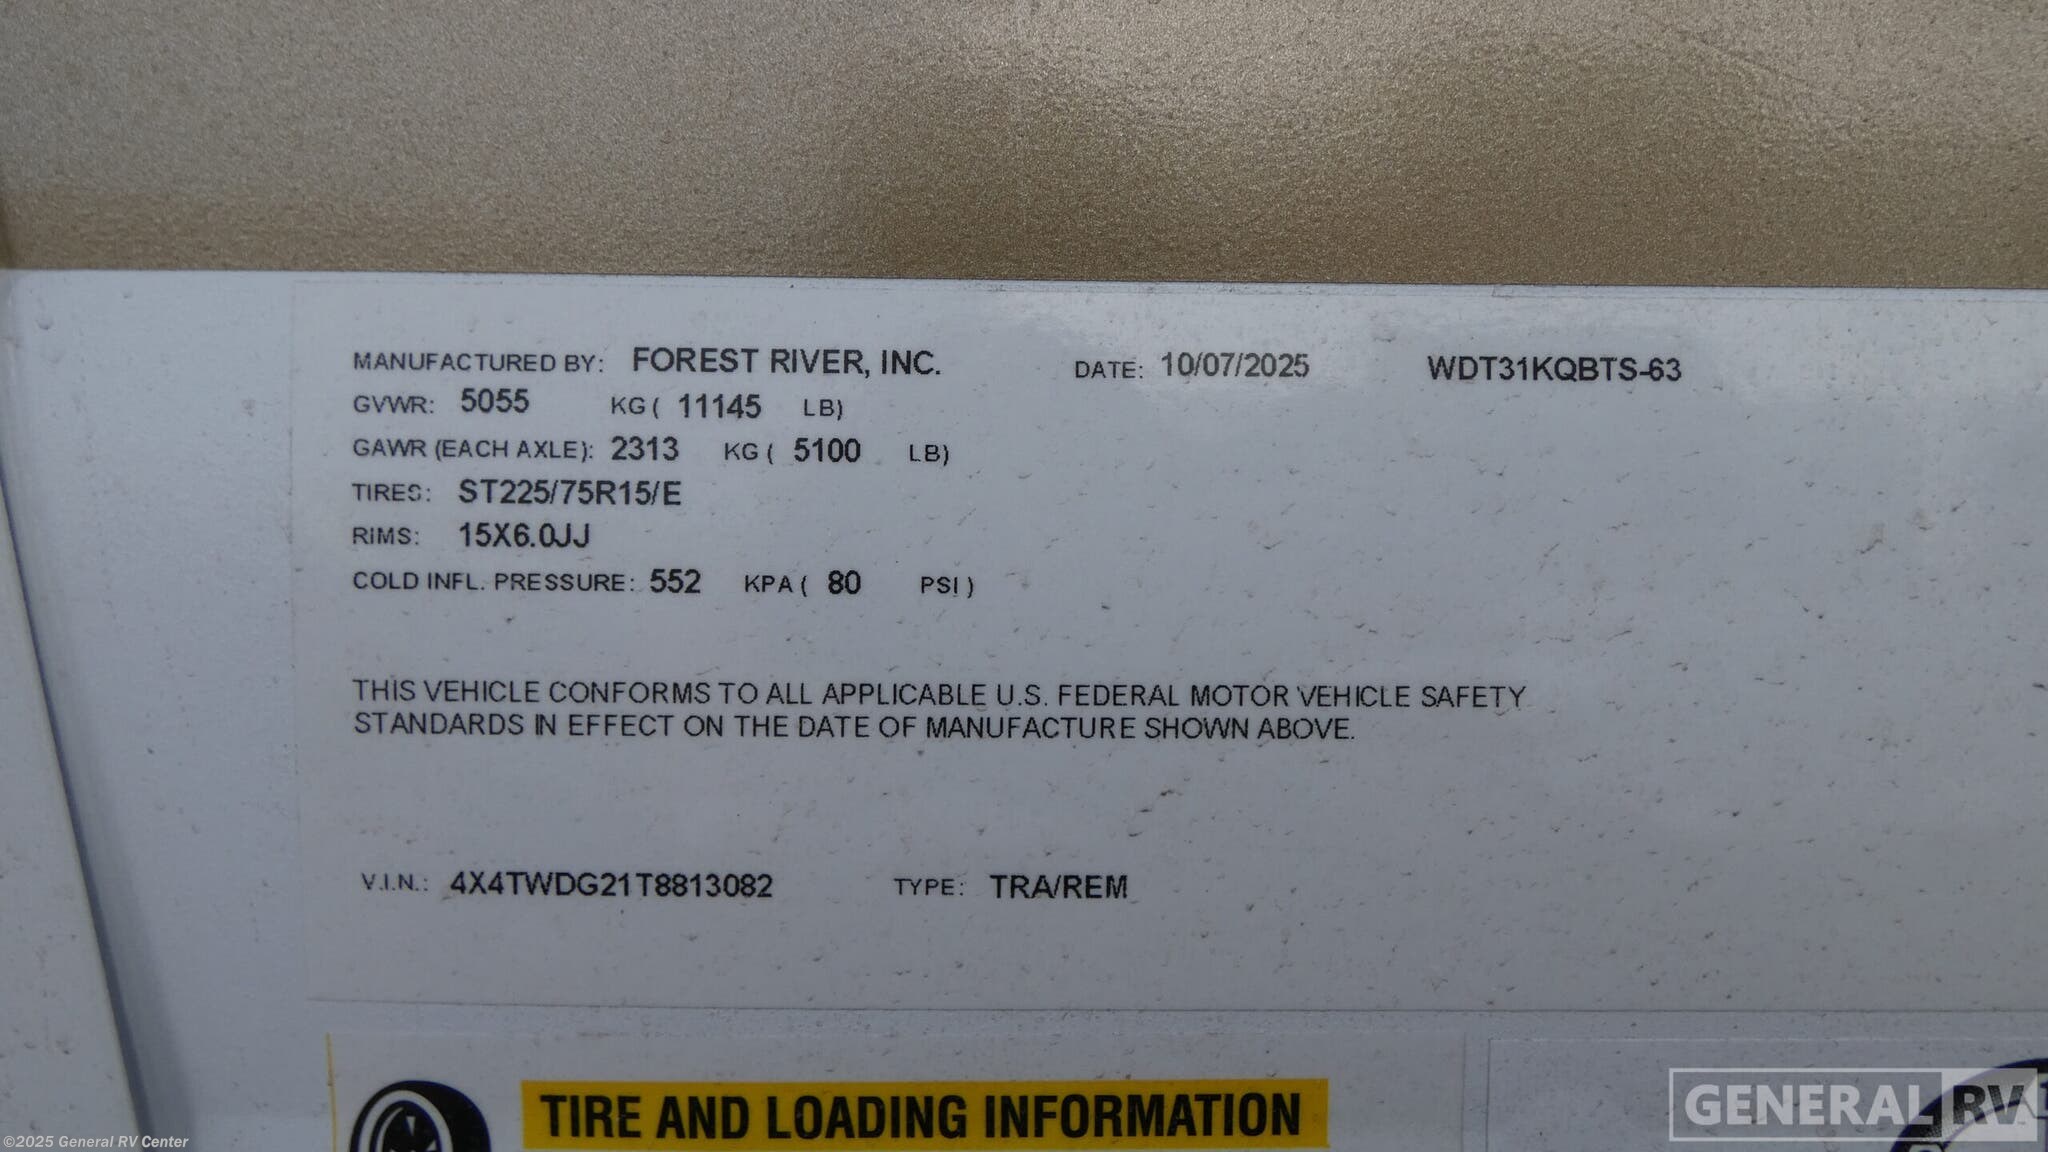 MANUFACTURED BY: FOREST RIVER, INC. DATE: 10/07/2025 WDT31KQBTS-63
GVWR: 5055 KG ( 11145 LB)
GAWR (EACH AXLE): 2313 KG ( 5100 LB)
TIRES: ST225/75R15/E
RIMS: 15X6.0JJ
COLD INFL. PRESSURE: 552 KPA ( 80 PSI )
THIS VEHICLE CONFORMS TO ALL APPLICABLE U.S. FEDERAL MOTOR VEHICLE SAFETY
STANDARDS IN EFFECT ON THE DATE OF MANUFACTURE SHOWN ABOVE.
V.I.N.: 4X4TWDG21T8813082 TYPE: TRA/REM
TIRE AND LOADING INFORMATION
GENERAL RV
©2025 General RV Center